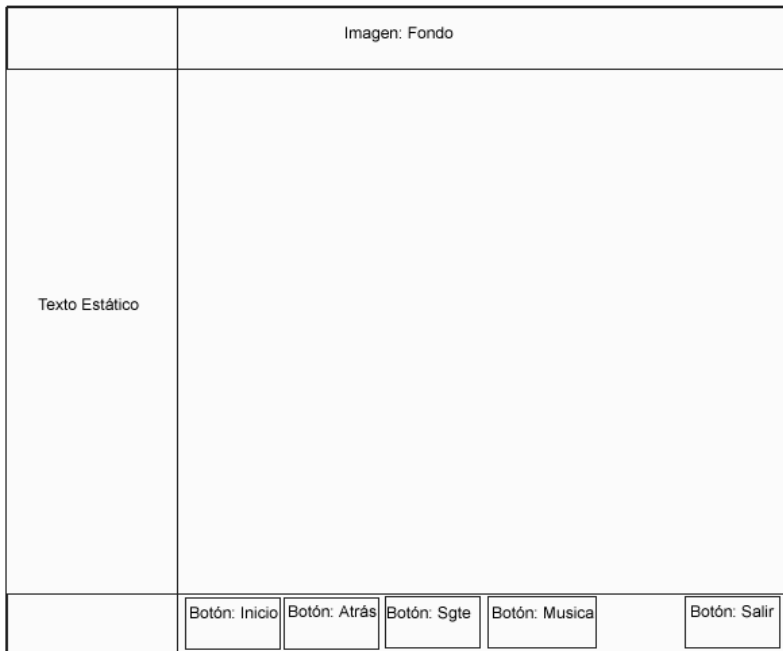 Imagen: Fondo
Texto Estático
Botón: Inicio
Botón: Atrás
Botón: Sgte
Botón: Musica
Botón: Salir